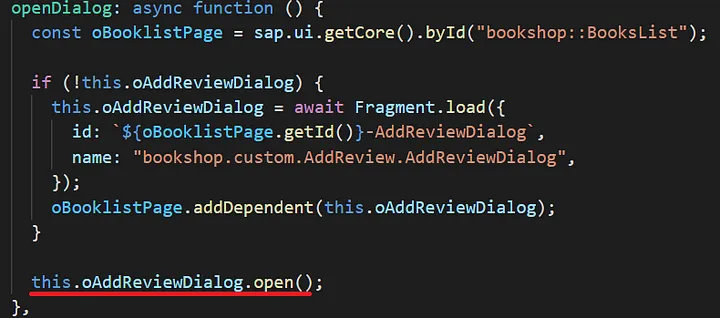 openDialog: async function () {
const oBooklistPage = sap.ui.getCore().byId("bookshop::BooksList");
if (!this.oAddReviewDialog) {
this.oAddReviewDialog = await Fragment.load({
id: `${oBooklistPage.getId()}-AddReviewDialog`,
name: "bookshop.custom.AddReview.AddReviewDialog",
});
oBooklistPage.addDependent(this.oAddReviewDialog);
}
this.oAddReviewDialog.open();
},